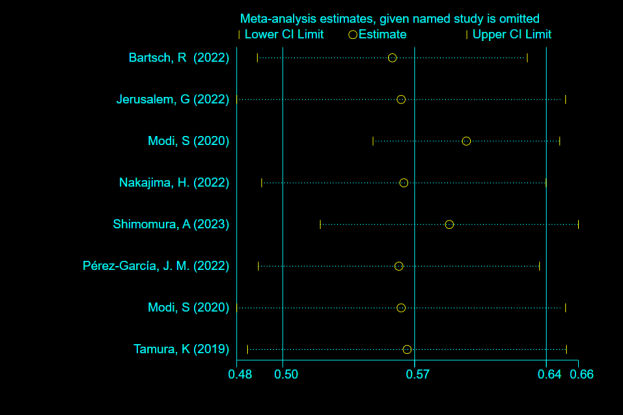 Meta-analysis estimates, given named study is omitted
Lower CI Limit Estimate Upper CI Limit
Bartsch, R (2022)
Jerusalem, G (2022)
Modi, S (2020)
Nakajima, H. (2022)
Shimomura, A (2023)
Pérez-García, J. M. (2022)
Modi, S (2020)
Tamura, K (2019)
0.48 0.50 0.57 0.64 0.66